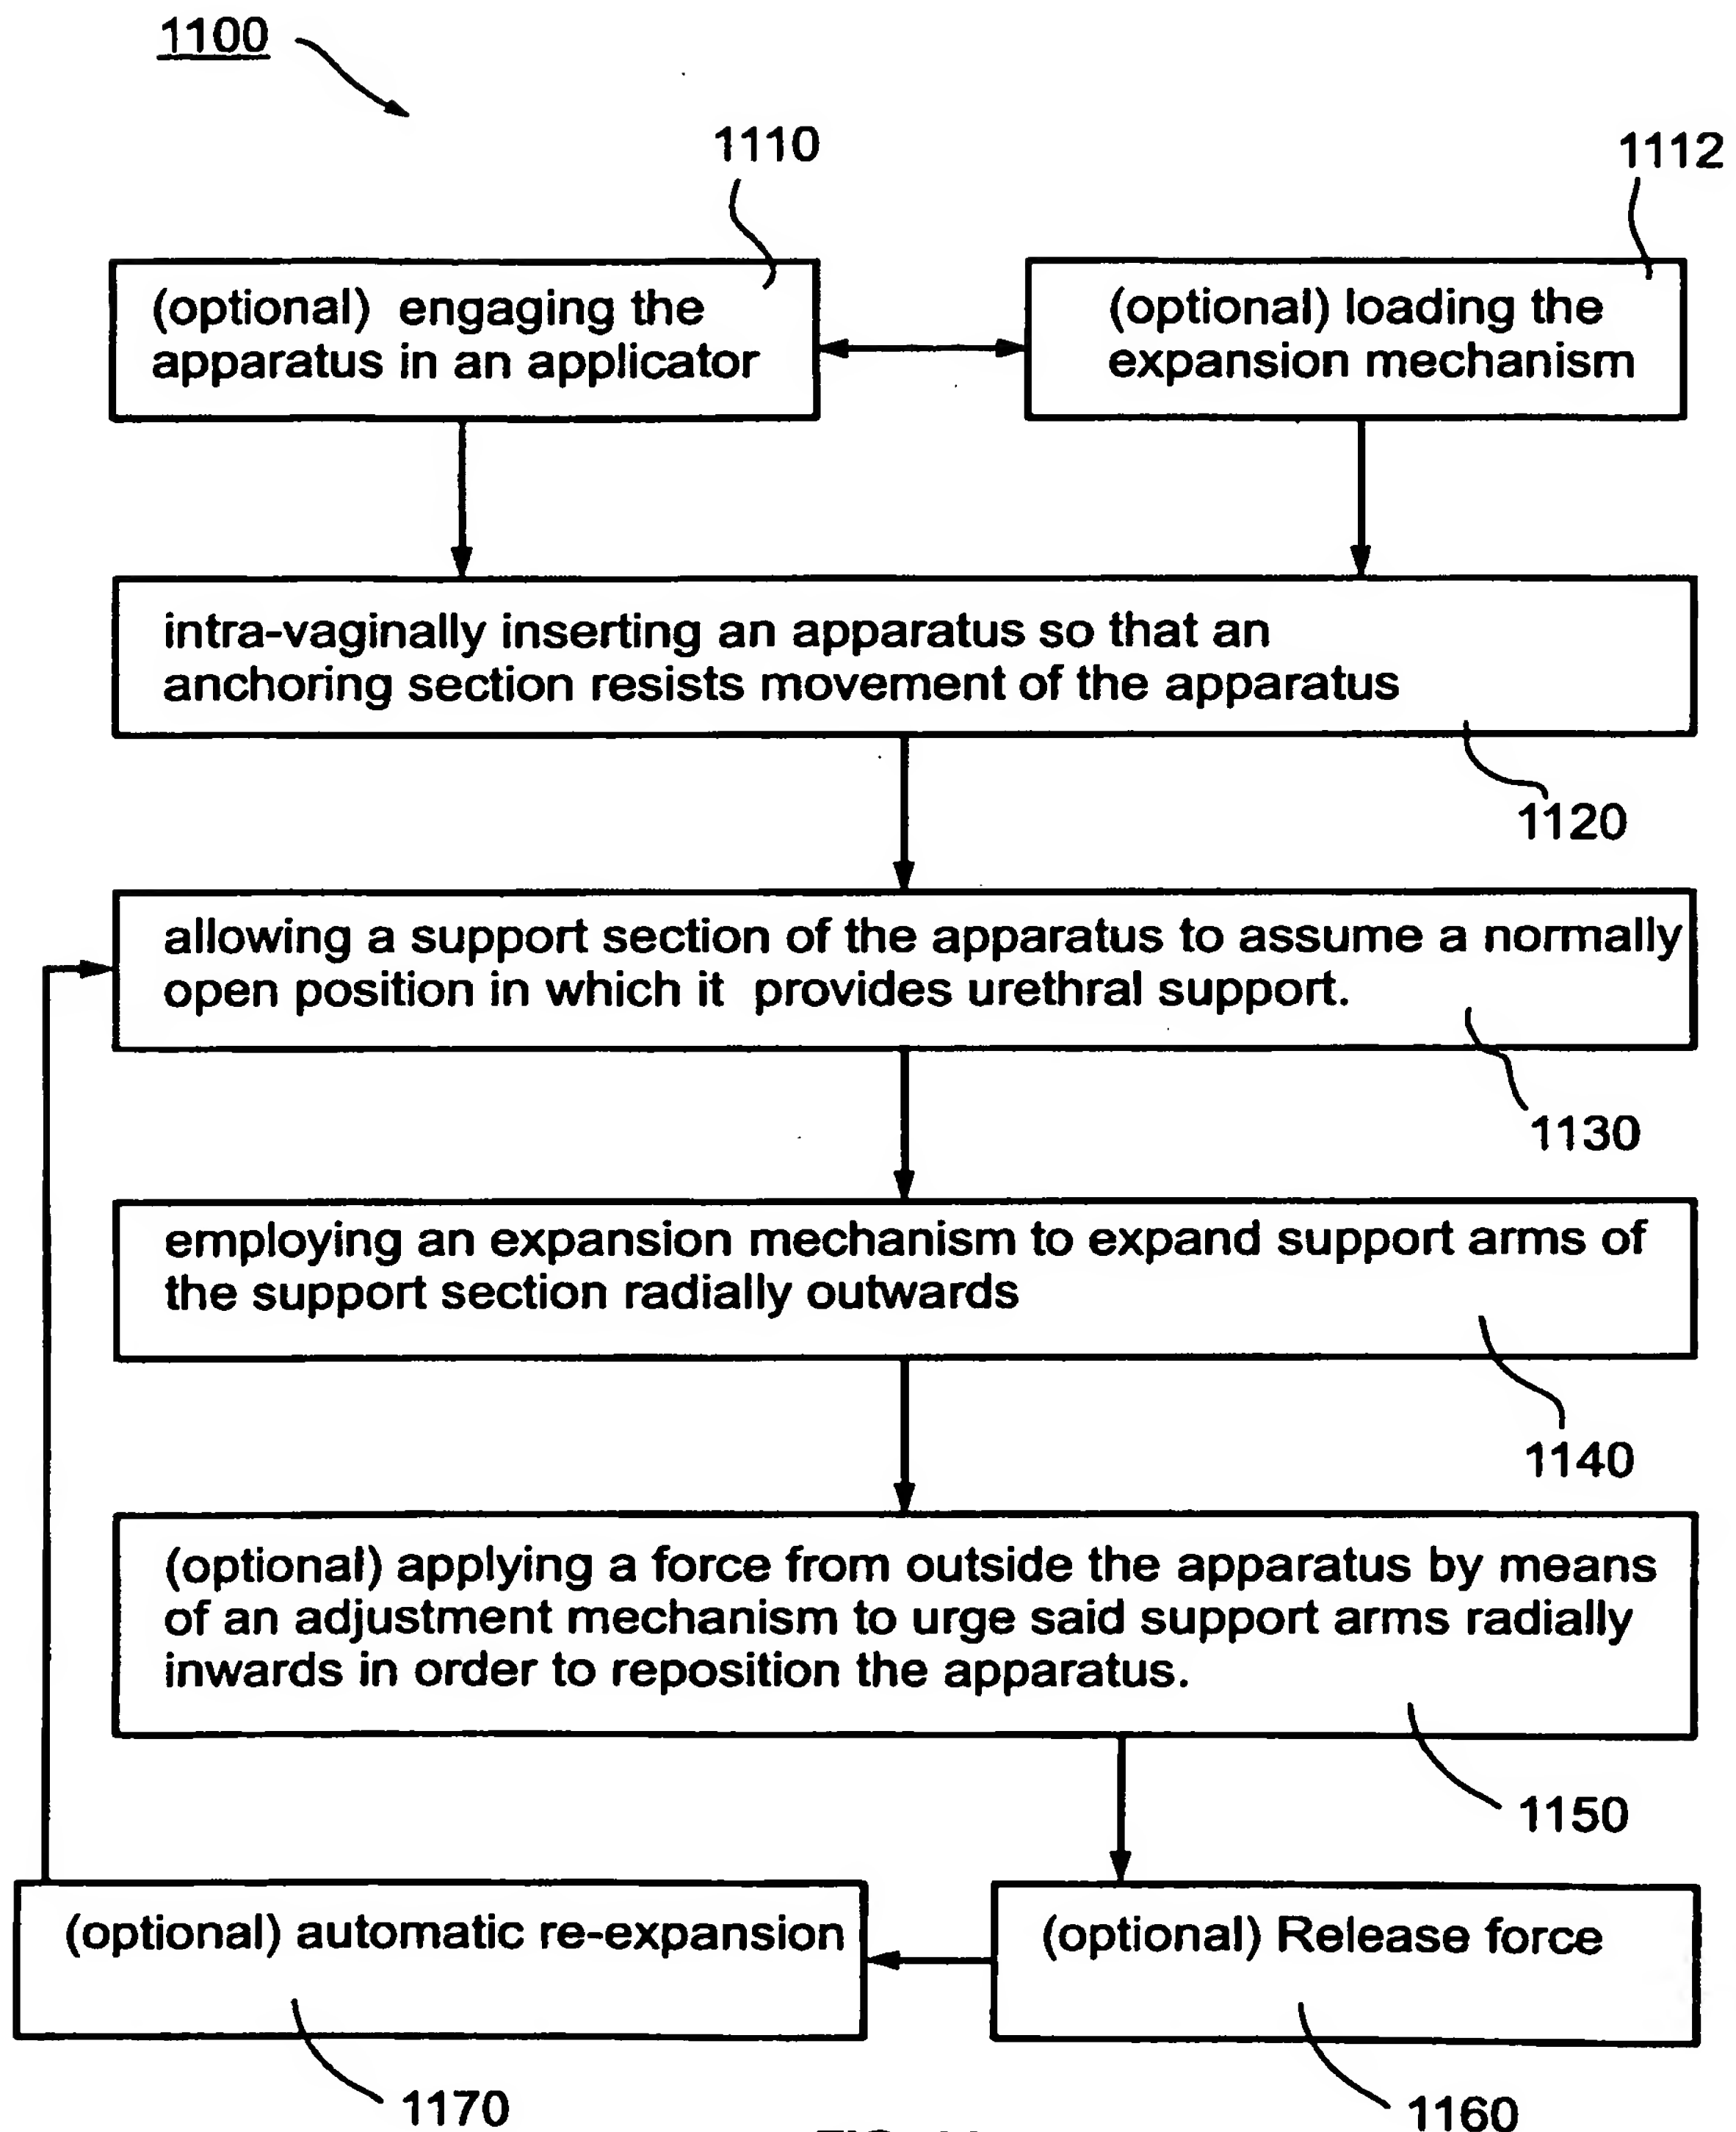 1100
1110
1112
(optional) engaging the
apparatus in an applicator
(optional) loading the
expansion mechanism
intra-vaginally inserting an apparatus so that an
anchoring section resists movement of the apparatus
1120
allowing a support section of the apparatus to assume a normally
open position in which it provides urethral support.
1130
employing an expansion mechanism to expand support arms of
the support section radially outwards
1140
(optional) applying a force from outside the apparatus by means
of an adjustment mechanism to urge said support arms radially
inwards in order to reposition the apparatus.
1150
(optional) automatic re-expansion
(optional) Release force
1170
1160